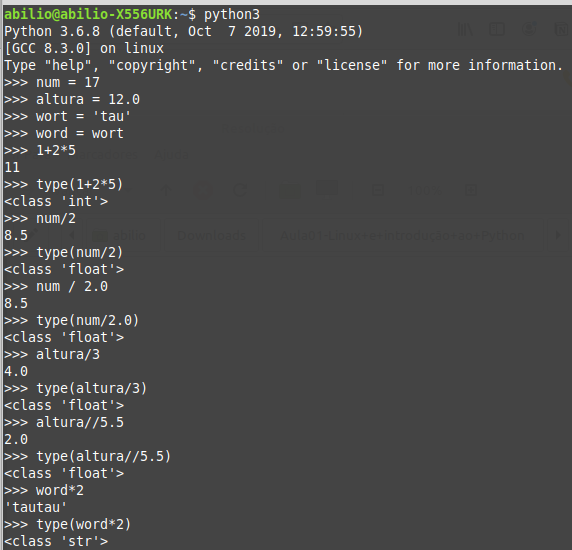 abilio@abilio-X556URK:~$ python3
Python 3.6.8 (default, Oct  7 2019, 12:59:55)
[GCC 8.3.0] on linux
Type "help", "copyright", "credits" or "license" for more information.
>>> num = 17
>>> altura = 12.0
>>> wort = 'tau'
>>> word = wort
>>> 1+2*5
11
>>> type(1+2*5)
<class 'int'>
>>> num/2
8.5
>>> type(num/2)
<class 'float'>
>>> num / 2.0
8.5
>>> type(num/2.0)
<class 'float'>
>>> altura/3
4.0
>>> type(altura/3)
<class 'float'>
>>> altura//5.5
2.0
>>> type(altura//5.5)
<class 'float'>
>>> word*2
'tautau'
>>> type(word*2)
<class 'str'>